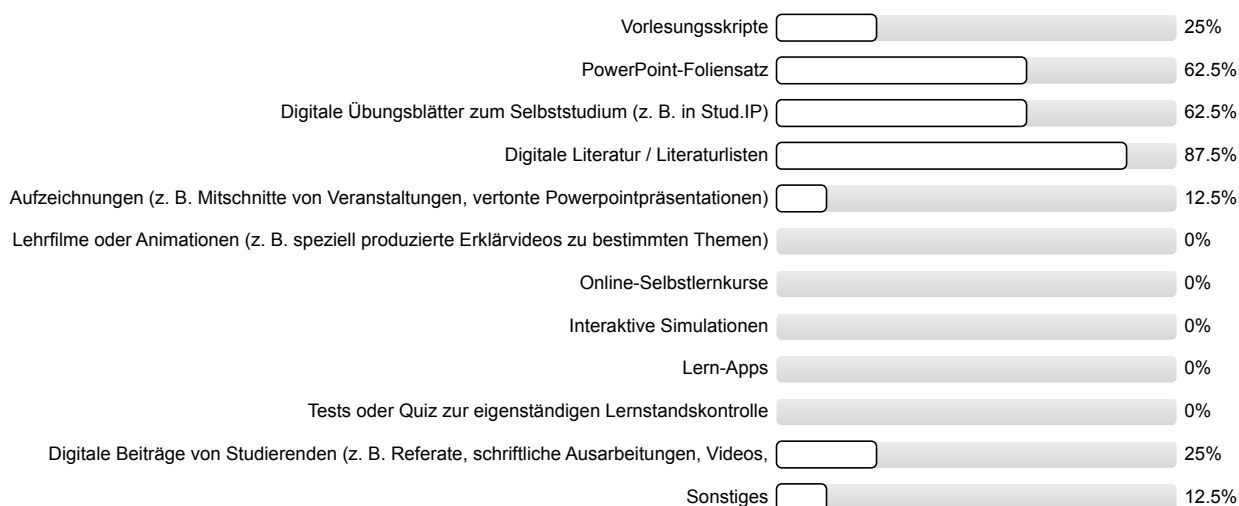 Vorlesungsskripte 25%
PowerPoint-Foliensatz 62.5%
Digitale Übungsblätter zum Selbststudium (z. B. in Stud.IP) 62.5%
Digitale Literatur / Literaturlisten 87.5%
Aufzeichnungen (z. B. Mitschnitte von Veranstaltungen, vertonte Powerpointpräsentationen) 12.5%
Lehrfilme oder Animationen (z. B. speziell produzierte Erklärvideos zu bestimmten Themen) 0%
Online-Selbstlernkurse 0%
Interaktive Simulationen 0%
Lern-Apps 0%
Tests oder Quiz zur eigenständigen Lernstandskontrolle 0%
Digitale Beiträge von Studierenden (z. B. Referate, schriftliche Ausarbeitungen, Videos, 25%
Sonstiges 12.5%